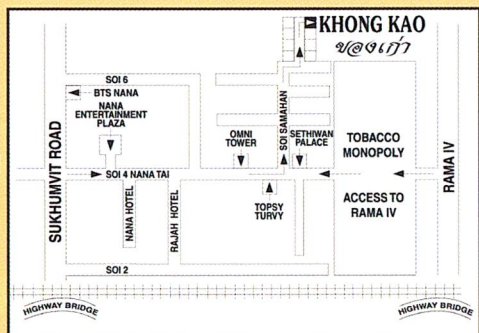 KHONG KAO
ของเก่า
SOI 6
BTS NANA
NANA
ENTERTAINMENT
PLAZA
OMNI
TOWER
SOI SAMAHAN
SETHIWAN
PALACE
TOBACCO
MONOPOLY
SUKHUMVIT ROAD
SOI 4 NANA TAI
RAMA IV
NANA HOTEL
RAJAH HOTEL
TOPSY
TURVY
ACCESS TO
RAMA IV
SOI 2
HIGHWAY BRIDGE
HIGHWAY BRIDGE